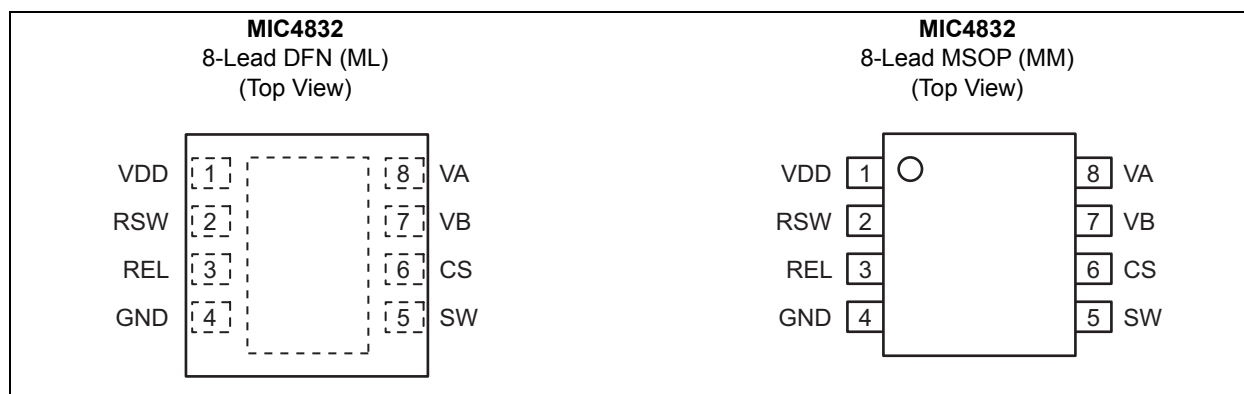 MIC4832
8-Lead DFN (ML)
(Top View)
VDD 1 8 VA
RSW 2 7 VB
REL 3 6 CS
GND 4 5 SW
MIC4832
8-Lead MSOP (MM)
(Top View)
VDD 1 8 VA
RSW 2 7 VB
REL 3 6 CS
GND 4 5 SW